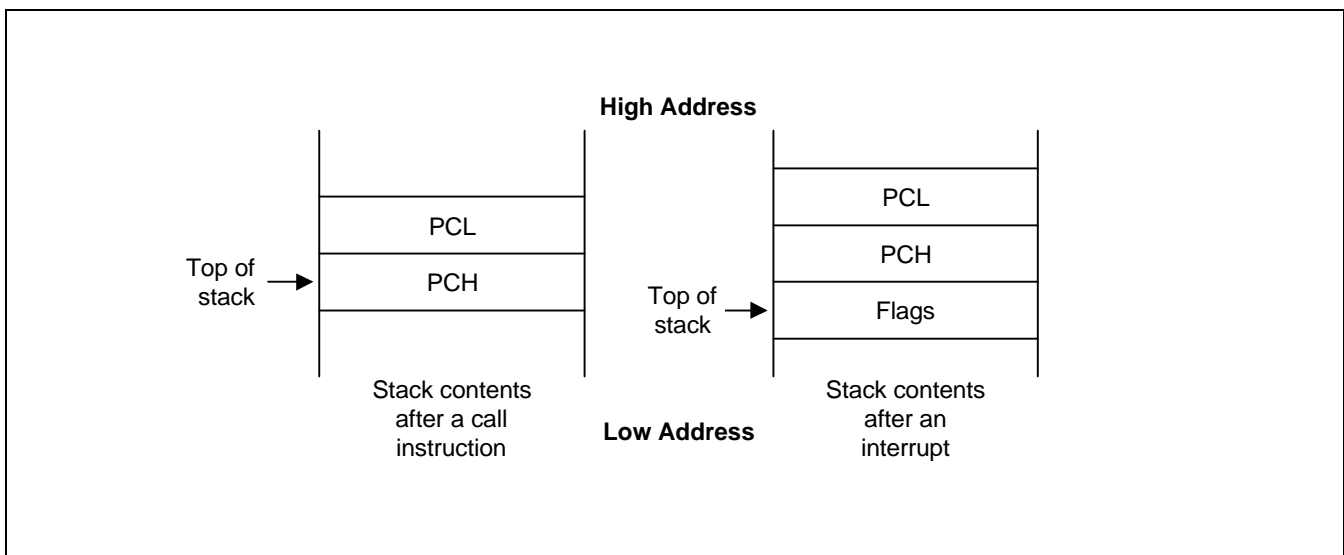 High Address
PCL
PCH
Top of
stack
Stack contents
after a call
instruction
Low Address
PCL
PCH
Flags
Top of
stack
Stack contents
after an
interrupt